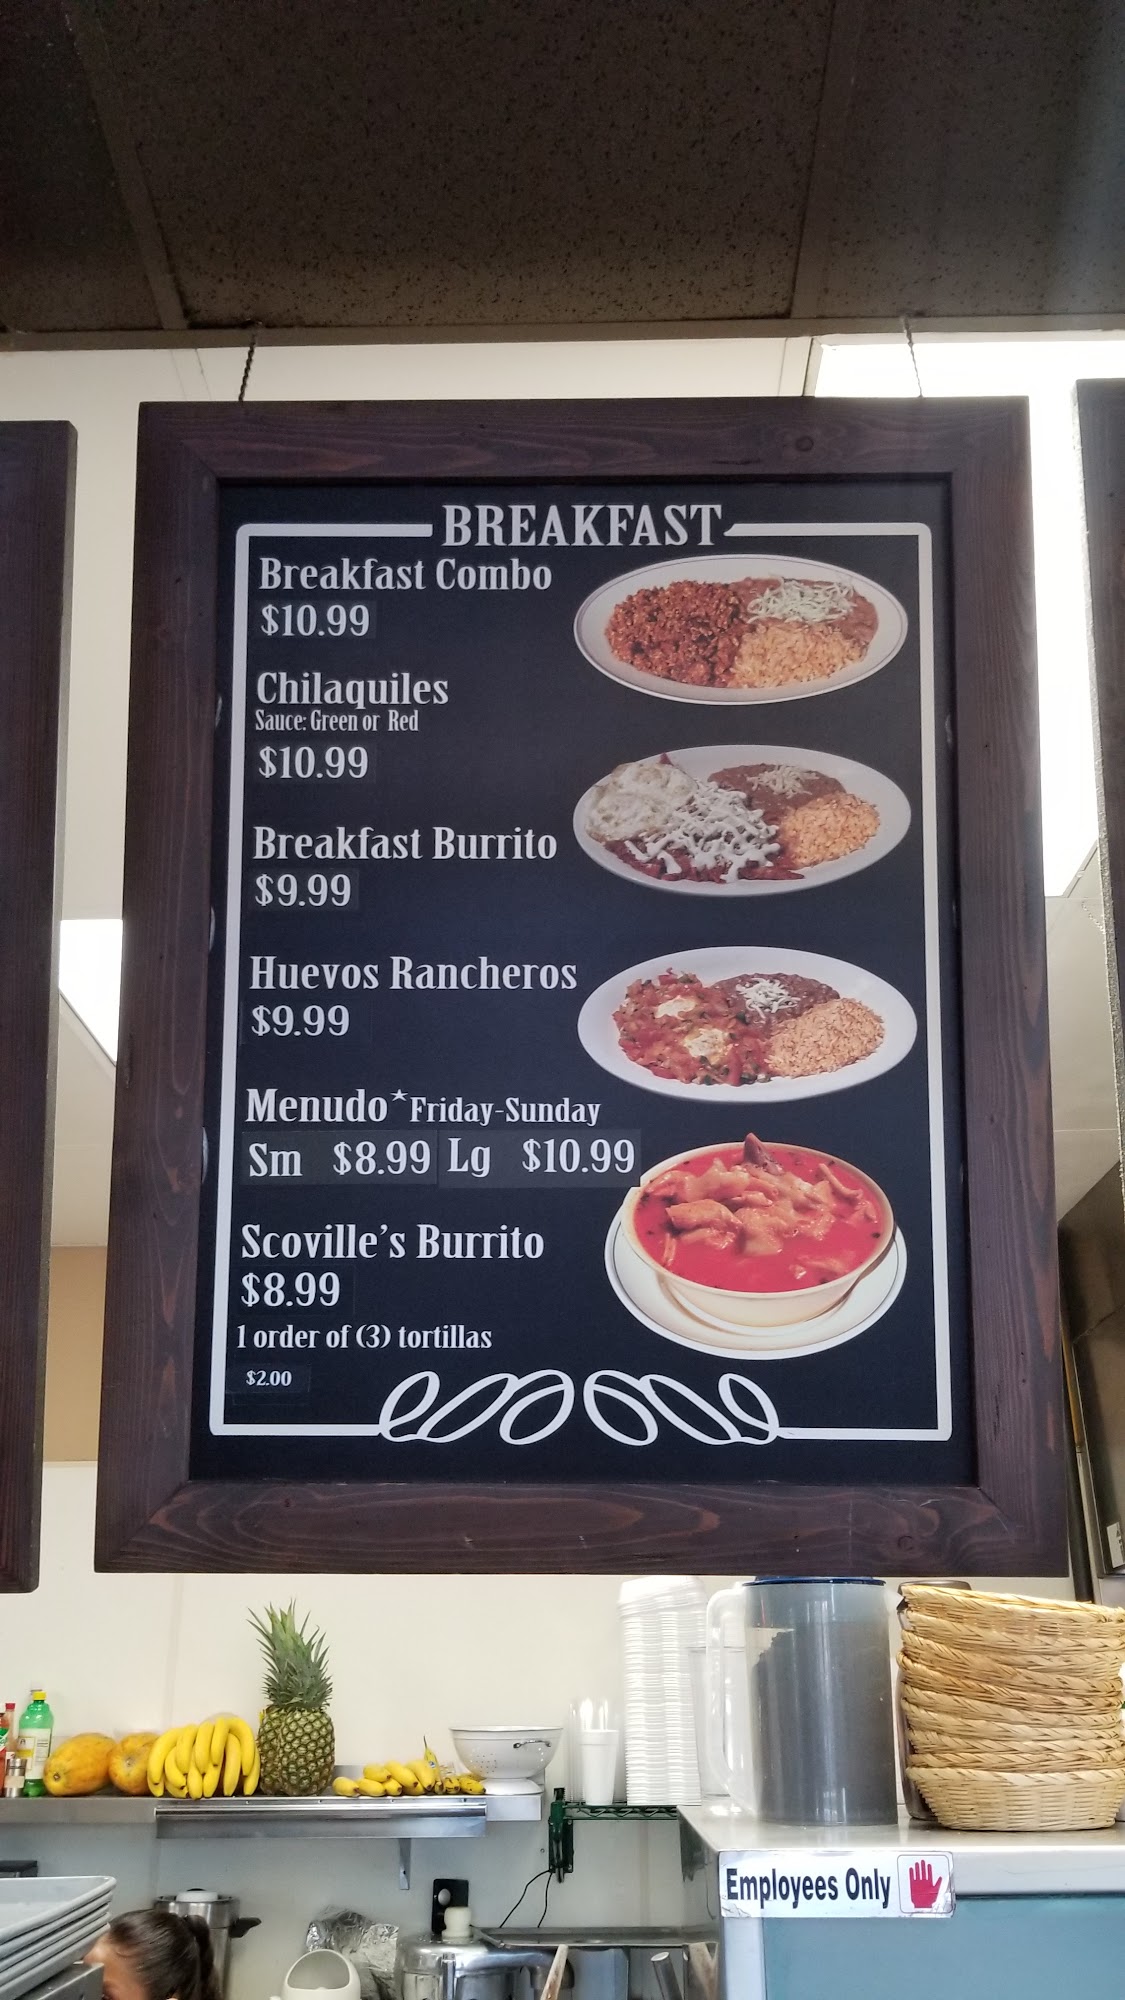 BREAKFAST
Breakfast Combo
$10.99
Chilaquiles
Sauce: Green or Red
$10.99
Breakfast Burrito
$9.99
Huevos Rancheros
$9.99
Menudo*Friday-Sunday
Sm $8.99 Lg $10.99
Scoville's Burrito
$8.99
1 order of (3) tortillas
$2.00
Employees Only